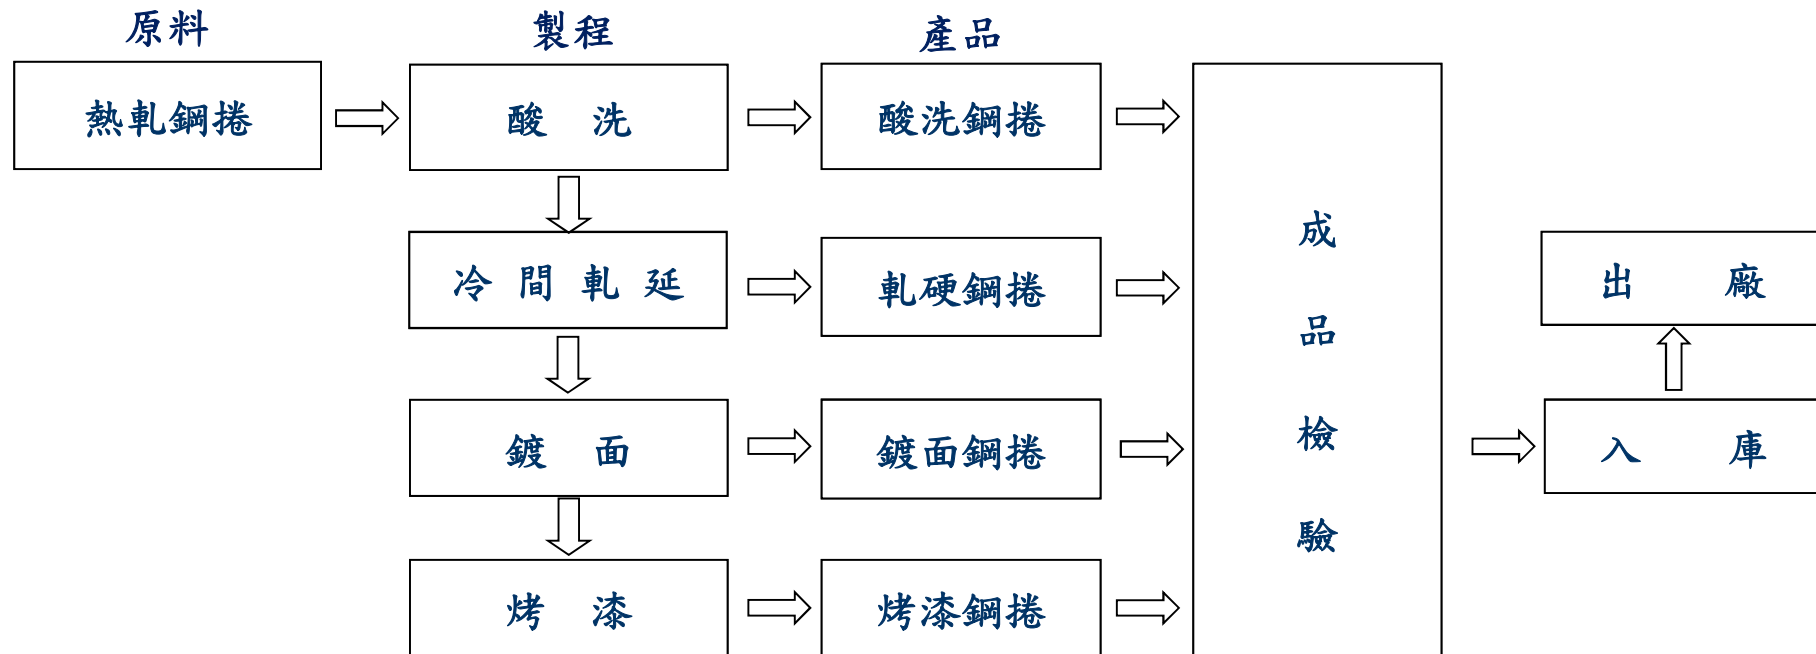 原料 製程 產品
熱軋鋼捲 酸 洗 酸洗鋼捲
冷間軋延 軋硬鋼捲
鍍 面 鍍面鋼捲
烤 漆 烤漆鋼捲
成
品
檢
驗
出 廠
入 庫